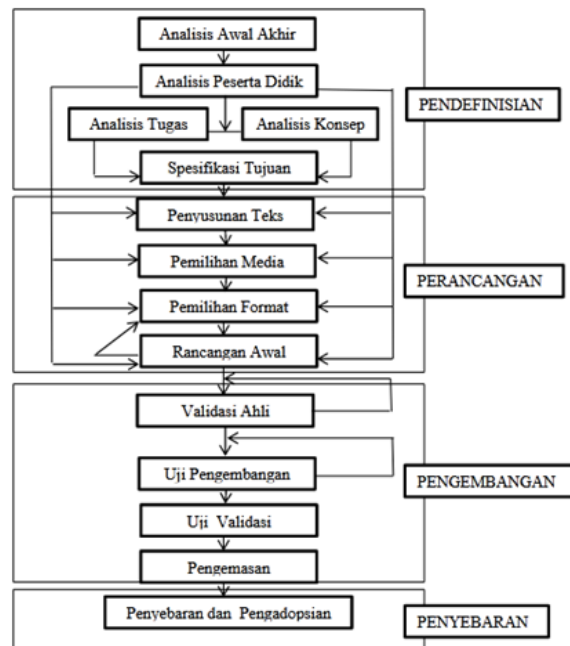 Analisis Awal Akhir
Analisis Peserta Didik
PENDEFINISIAN
Analisis Tugas
Analisis Konsep
Spesifikasi Tujuan
Penyusunan Teks
Pemilihan Media
PERANCANGAN
Pemilihan Format
Rancangan Awal
Validasi Ahli
Uji Pengembangan
PENGEMBANGAN
Uji Validasi
Pengemasan
Penyebaran dan Pengadopsian
PENYEBARAN